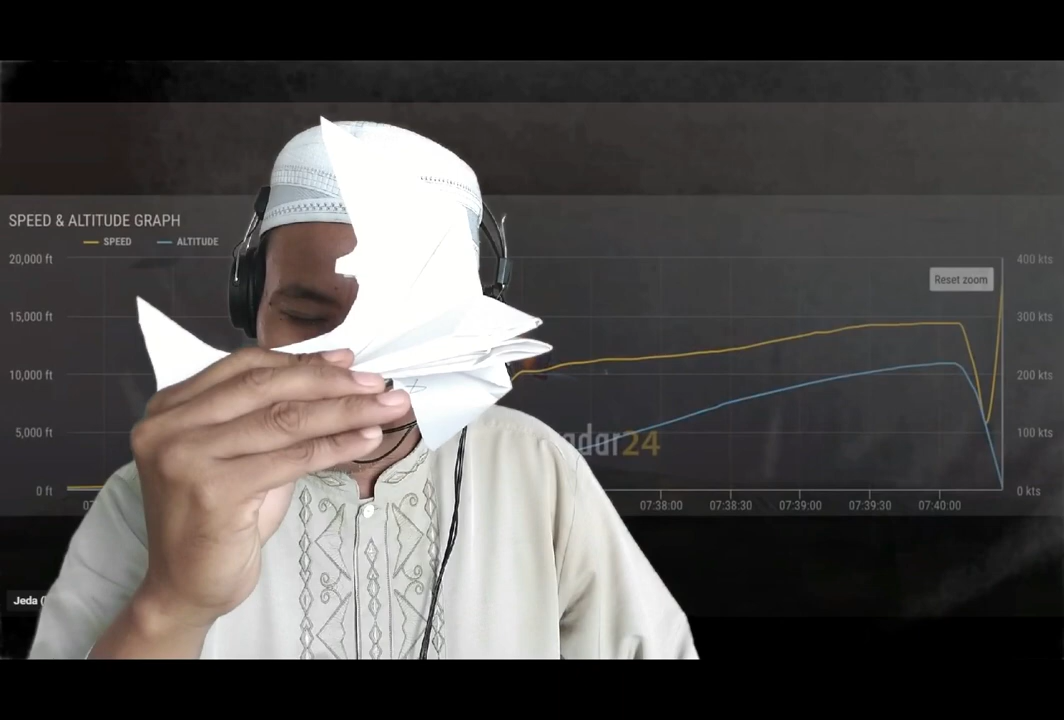 SPEED & ALTITUDE GRAPH
SPEED ALTITUDE
20,000 ft 400 kts
Reset zoom
15,000 ft 300 kts
10,000 ft 200 kts
5,000 ft 100 kts
adar24
0 ft 0 kts
07:38:00 07:38:30 07:39:00 07:39:30 07:40:00
Jeda (